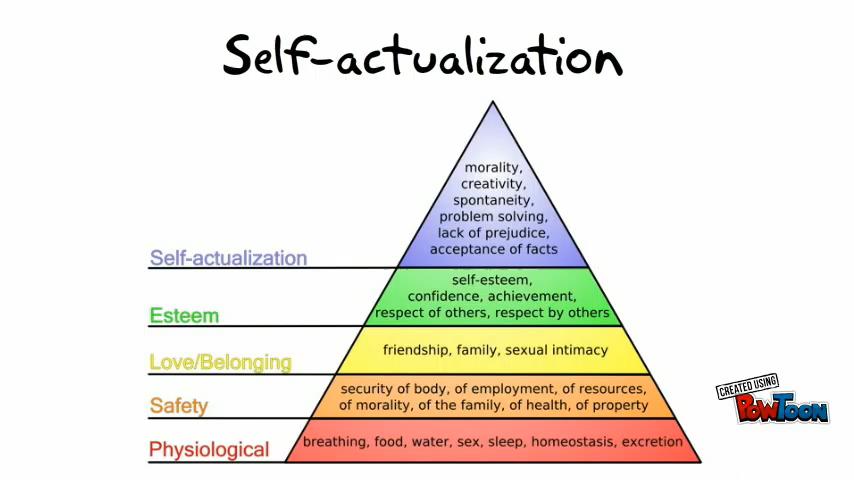 Self-actualization
morality,
creativity,
spontaneity,
problem solving,
lack of prejudice,
acceptance of facts
Self-actualization
self-esteem,
confidence, achievement,
respect of others, respect by others
Esteem
friendship, family, sexual intimacy
Love/Belonging
security of body, of employment, of resources,
of morality, of the family, of health, of property
Safety
breathing, food, water, sex, sleep, homeostasis, excretion
Physiological
CREATED USING
POWTOON